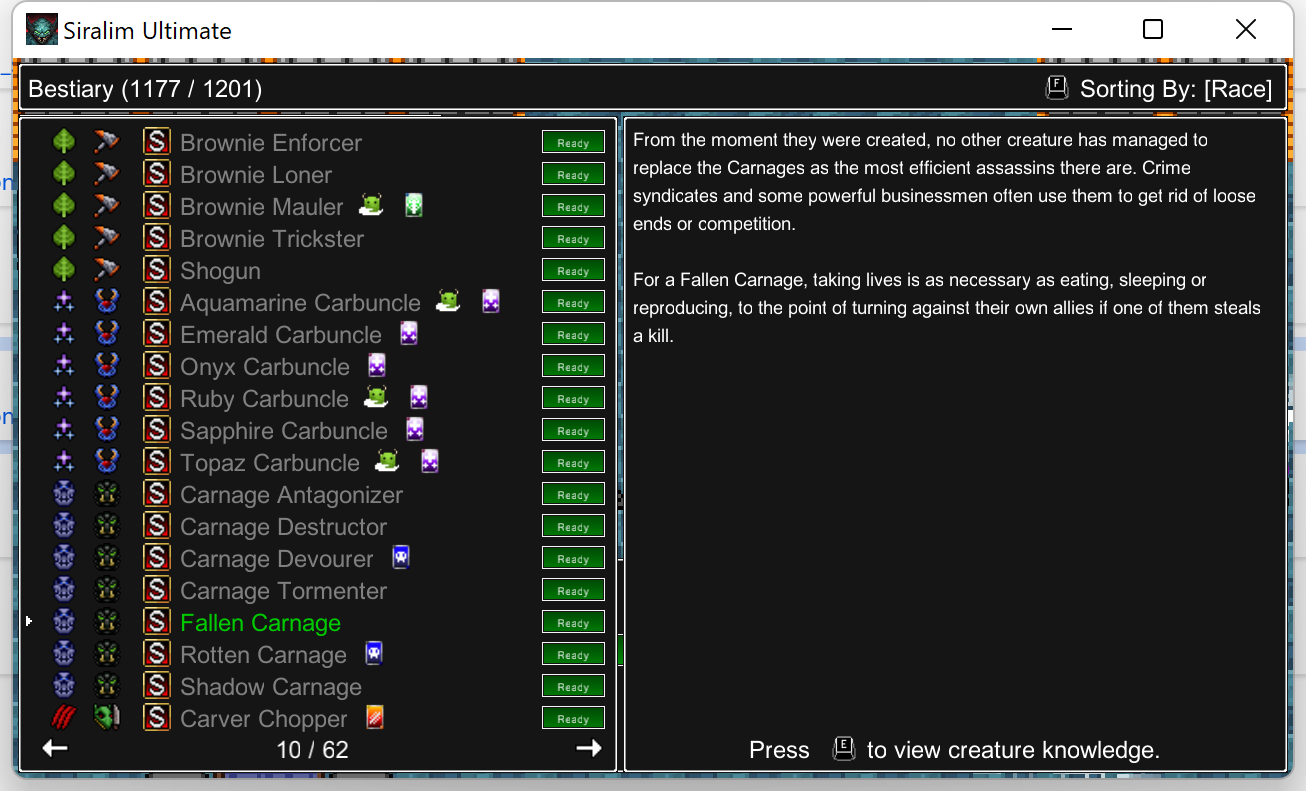 Siralim Ultimate
Bestiary (1177 / 1201)
F Sorting By: [Race]
S Brownie Enforcer Ready
S Brownie Loner Ready
S Brownie Mauler Ready
S Brownie Trickster Ready
S Shogun Ready
S Aquamarine Carbuncle Ready
S Emerald Carbuncle Ready
S Onyx Carbuncle Ready
S Ruby Carbuncle Ready
S Sapphire Carbuncle Ready
S Topaz Carbuncle Ready
S Carnage Antagonizer Ready
S Carnage Destructor Ready
S Carnage Devourer Ready
S Carnage Tormenter Ready
S Fallen Carnage Ready
S Rotten Carnage Ready
S Shadow Carnage Ready
S Carver Chopper Ready
10 / 62
From the moment they were created, no other creature has managed to
replace the Carnages as the most efficient assassins there are. Crime
syndicates and some powerful businessmen often use them to get rid of loose
ends or competition.
For a Fallen Carnage, taking lives is as necessary as eating, sleeping or
reproducing, to the point of turning against their own allies if one of them steals
a kill.
Press E to view creature knowledge.